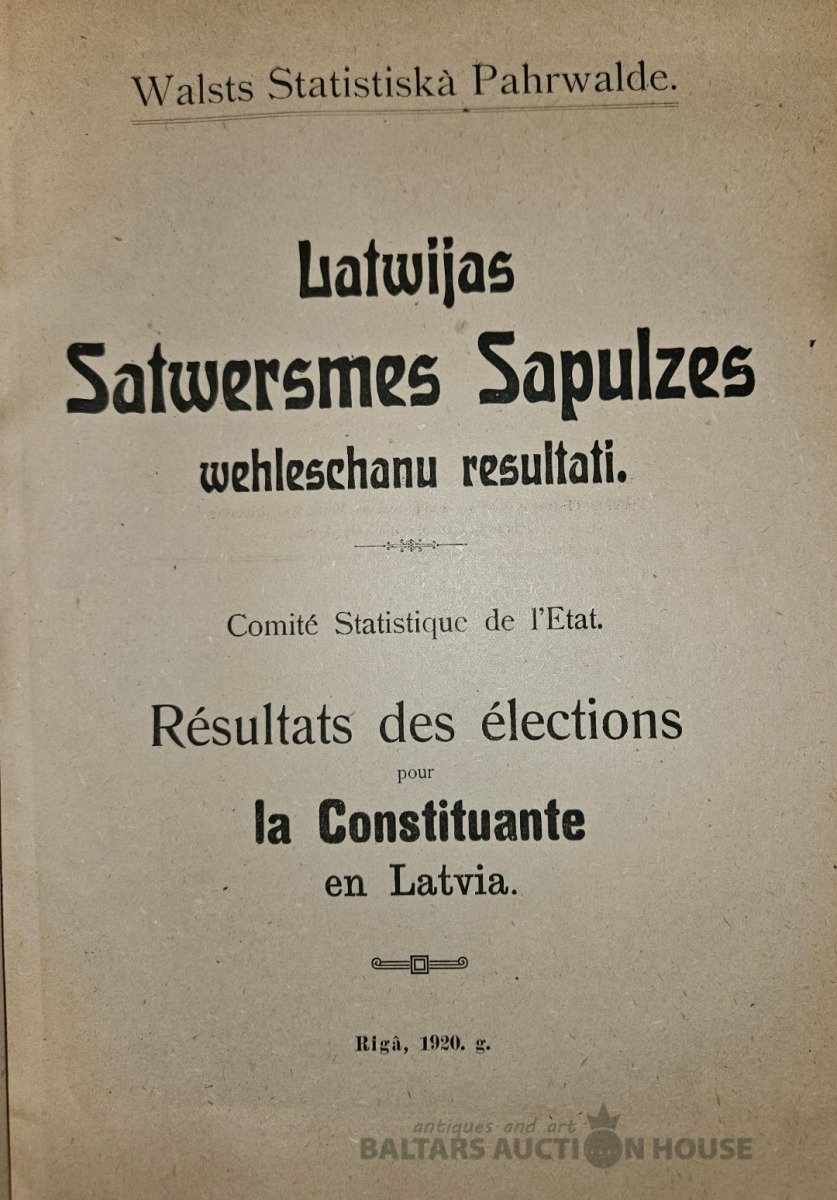 Walsts Statistiskà Pahrwalde.
Latwijas
Satwersmes Sapulzes
wehleschanu resultati.
Comité Statistique de l'Etat.
Résultats des élections
pour
la Constituante
en Latvia.
Rigâ, 1920. g.
antiques and art
BALTARS AUCTION HOUSE